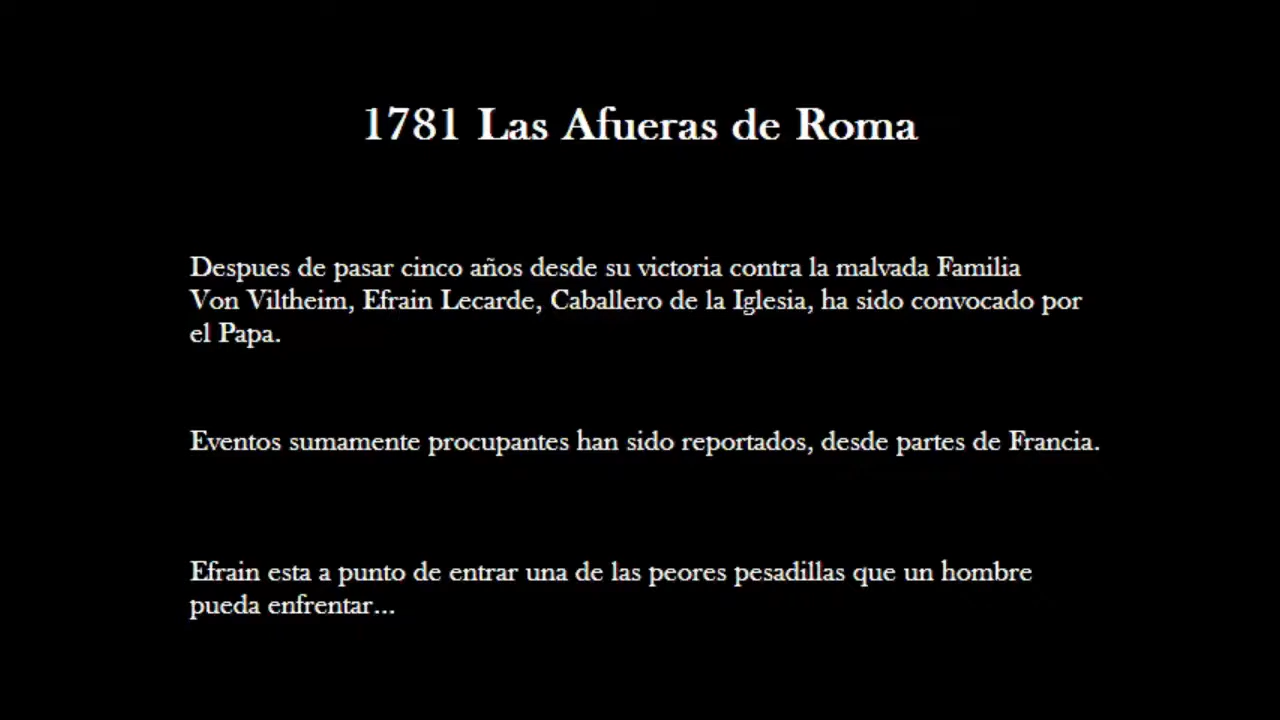 1781 Las Afueras de Roma
Despues de pasar cinco años desde su victoria contra la malvada Familia
Von Viltheim, Efrain Lecarde, Caballero de la Iglesia, ha sido convocado por
el Papa.
Eventos sumamente procupantes han sido reportados, desde partes de Francia.
Efrain esta a punto de entrar una de las peores pesadillas que un hombre
pueda enfrentar...